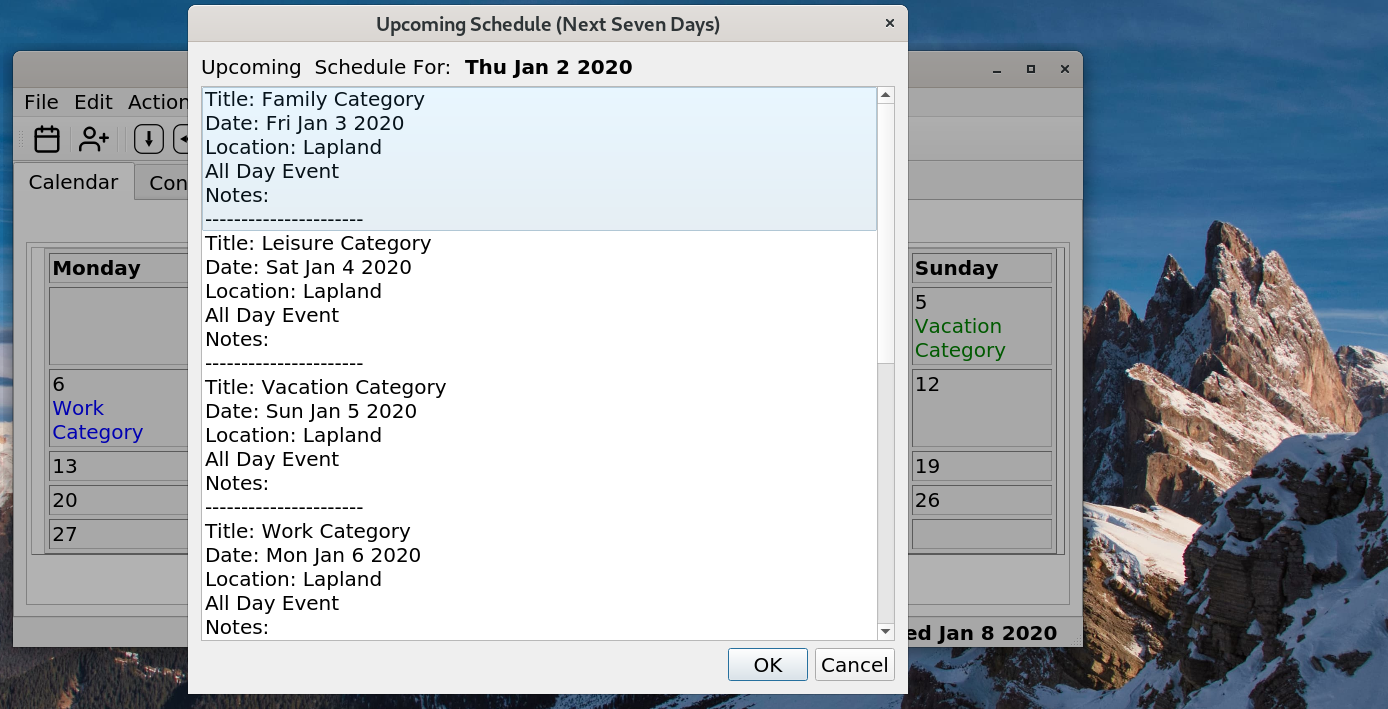 Upcoming Schedule (Next Seven Days)
Upcoming Schedule For: Thu Jan 2 2020
Title: Family Category
Date: Fri Jan 3 2020
Location: Lapland
All Day Event
Notes:
----------------------
Title: Leisure Category
Date: Sat Jan 4 2020
Location: Lapland
All Day Event
Notes:
----------------------
Title: Vacation Category
Date: Sun Jan 5 2020
Location: Lapland
All Day Event
Notes:
----------------------
Title: Work Category
Date: Mon Jan 6 2020
Location: Lapland
All Day Event
Notes:
OK Cancel
File Edit Action
Calendar Con
Monday Sunday
5
Vacation
Category
6 12
Work
Category
13 19
20 26
27
ed Jan 8 2020